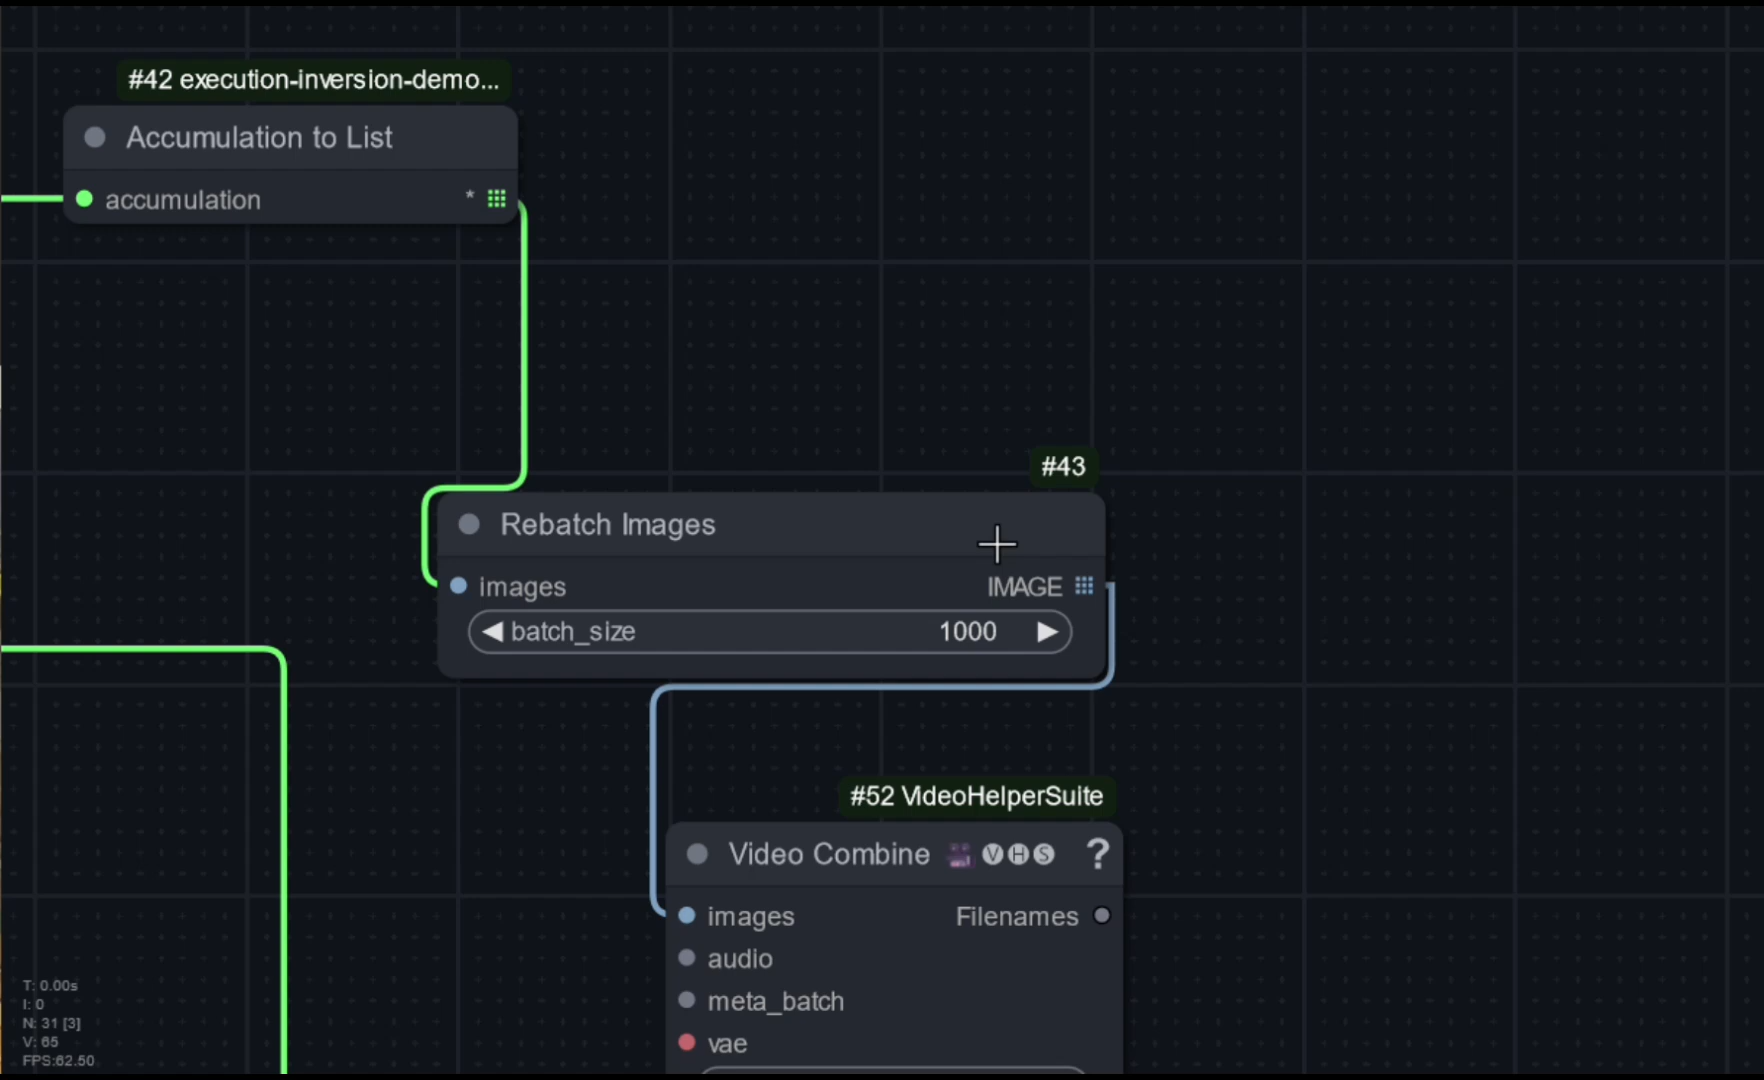 #42 execution-inversion-demo...
Accumulation to List
accumulation *
#43
Rebatch Images
images IMAGE
batch_size 1000
#52 VideoHelperSuite
Video Combine 🅥🅗🅢 ?
images Filenames
audio
meta_batch
vae
T: 0.00s
I: 0
N: 31 [3]
V: 65
FPS:62.50